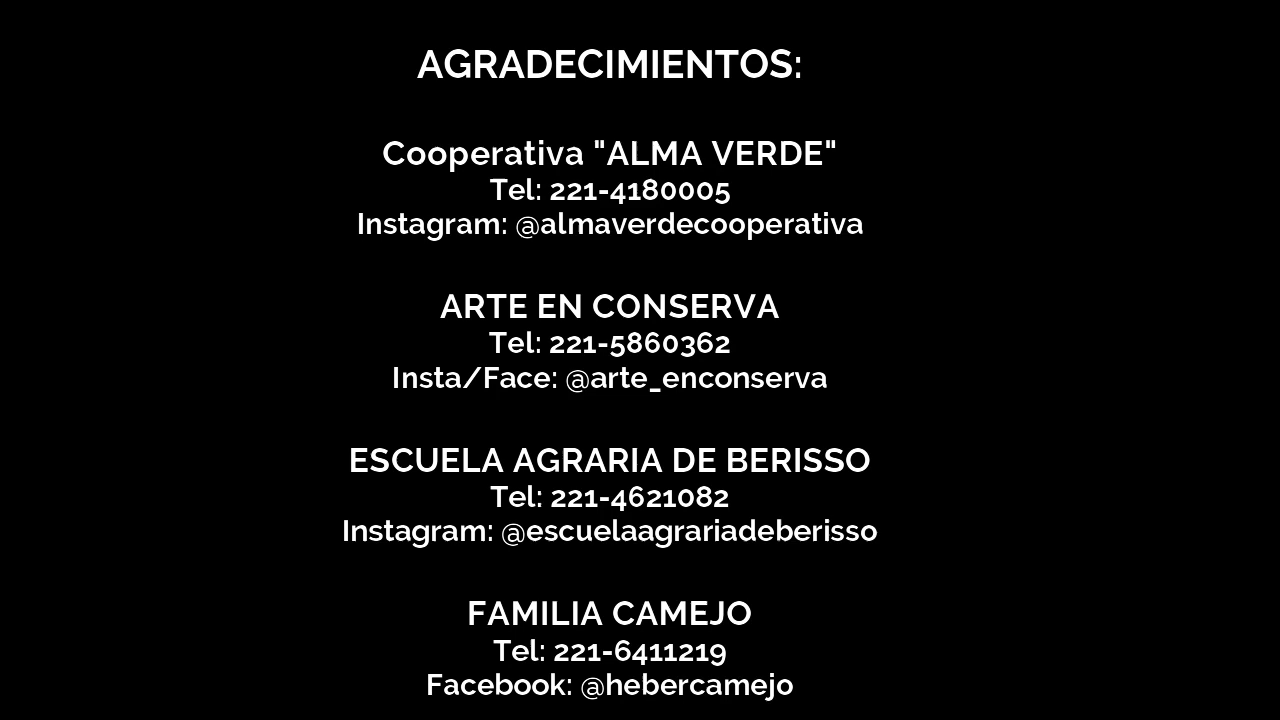 AGRADECIMIENTOS:
Cooperativa "ALMA VERDE"
Tel: 221-4180005
Instagram: @almaverdecooperativa
ARTE EN CONSERVA
Tel: 221-5860362
Insta/Face: @arte_enconserva
ESCUELA AGRARIA DE BERISSO
Tel: 221-4621082
Instagram: @escuelaagrariadeberisso
FAMILIA CAMEJO
Tel: 221-6411219
Facebook: @hebercamejo